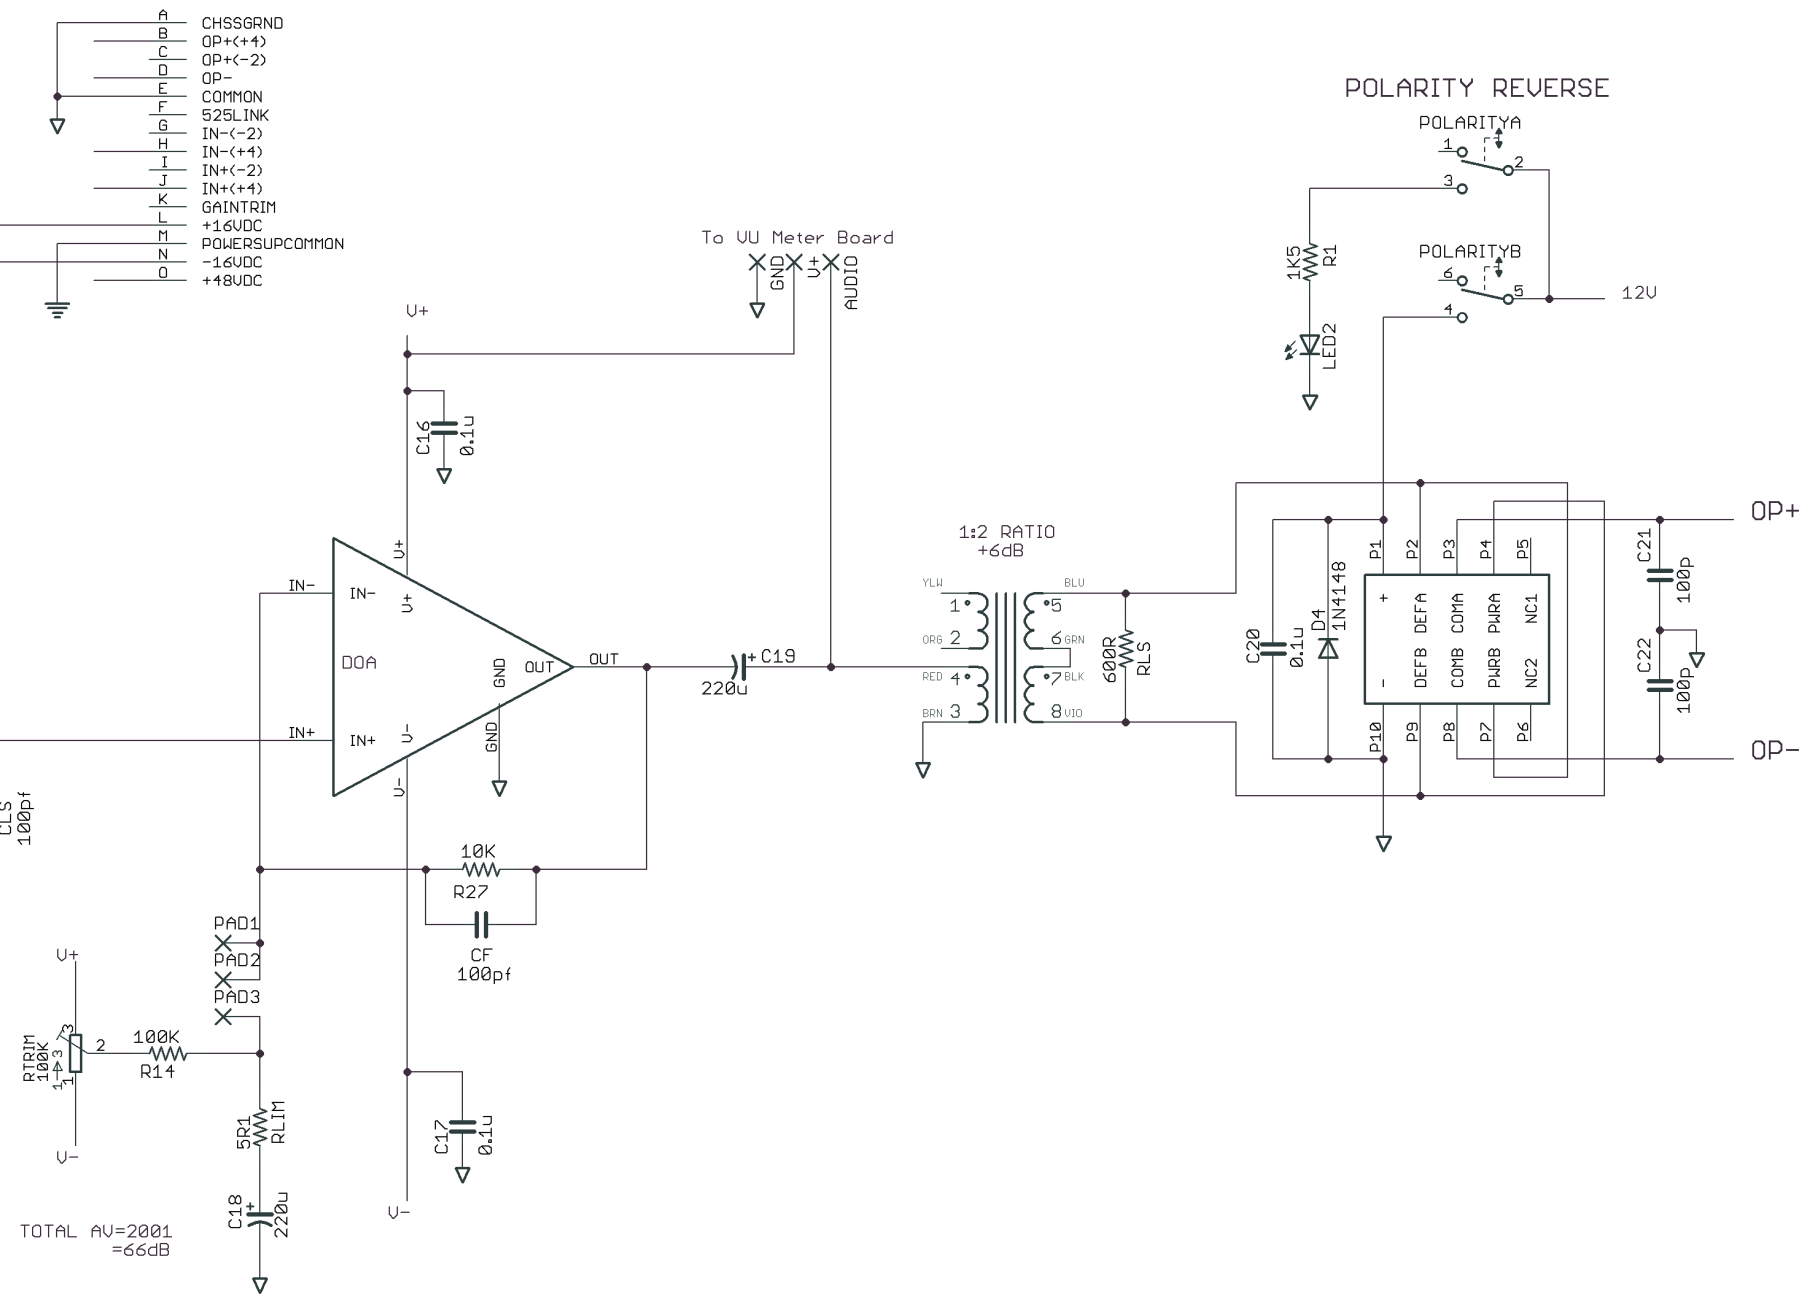 A CHSSGRND
B OP+(+4)
C OP+(-2)
D OP-
E COMMON
F 525LINK
G IN-(-2)
H IN-(+4)
I IN+(-2)
J IN+(+4)
K GAINTRIM
L +16VDC
M POWERSUPCOMMON
N -16VDC
O +48VDC
POLARITY REVERSE
POLARITYA
1
2
3
1K5
R1
LED2
POLARITYB
6
5
4
12V
To VU Meter Board
GND
V+
AUDIO
V+
C16
0.1u
V+
V+
IN-
IN-
DOA
GND
OUT
OUT
IN+
IN+
V-
V-
GND
C19
+
220u
1:2 RATIO
+6dB
YLW
1
ORG 2
RED 4
BRN 3
BLU
5
6 GRN
7 BLK
8 VIO
600R
RLS
C20
0.1u
D4
1N4148
P1
P2
P3
P4
P5
+
DEFA
COMA
PWRA
NC1
-
DEFB
COMB
PWRB
NC2
P10
P9
P8
P7
P6
C21
100p
C22
100p
OP+
OP-
CLS
100pf
10K
R27
CF
100pf
PAD1
PAD2
PAD3
V+
RTRIM
100K
3
1
3
1
2
100K
R14
V-
5R1
RLIM
C18
+
220u
C17
0.1u
V-
TOTAL AV=2001
=66dB